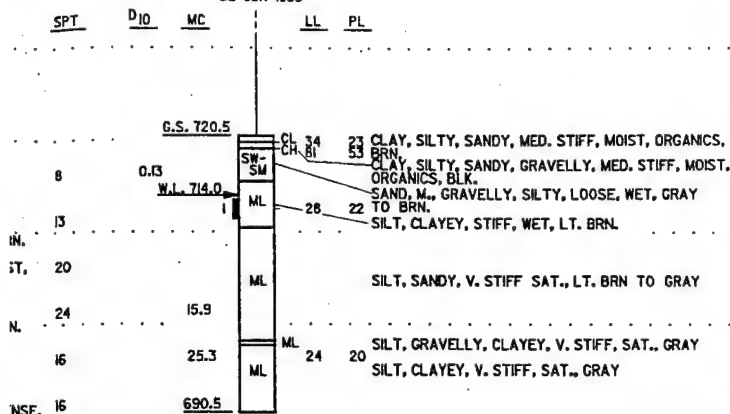 SPT D10 MC LL PL
G.S. 720.5
CL 34 23 CLAY, SILTY, SANDY, MED. STIFF, MOIST, ORGANICS, BRN.
CH 81 53 CLAY, SILTY, SANDY, GRAVELLY, MED. STIFF, MOIST, ORGANICS, BLK.
8 0.13 SW-SM SAND, M., GRAVELLY, SILTY, LOOSE, WET, GRAY TO BRN.
W.L. 714.0
13 1 ML 28 22 SILT, CLAYEY, STIFF, WET, LT. BRN.
RN.
ST. 20 ML SILT, SANDY, V. STIFF SAT., LT. BRN TO GRAY
24 15.9
N.
ML SILT, GRAVELLY, CLAYEY, V. STIFF, SAT., GRAY
16 25.3 ML 24 20 SILT, CLAYEY, V. STIFF, SAT., GRAY
NSE. 16 690.5